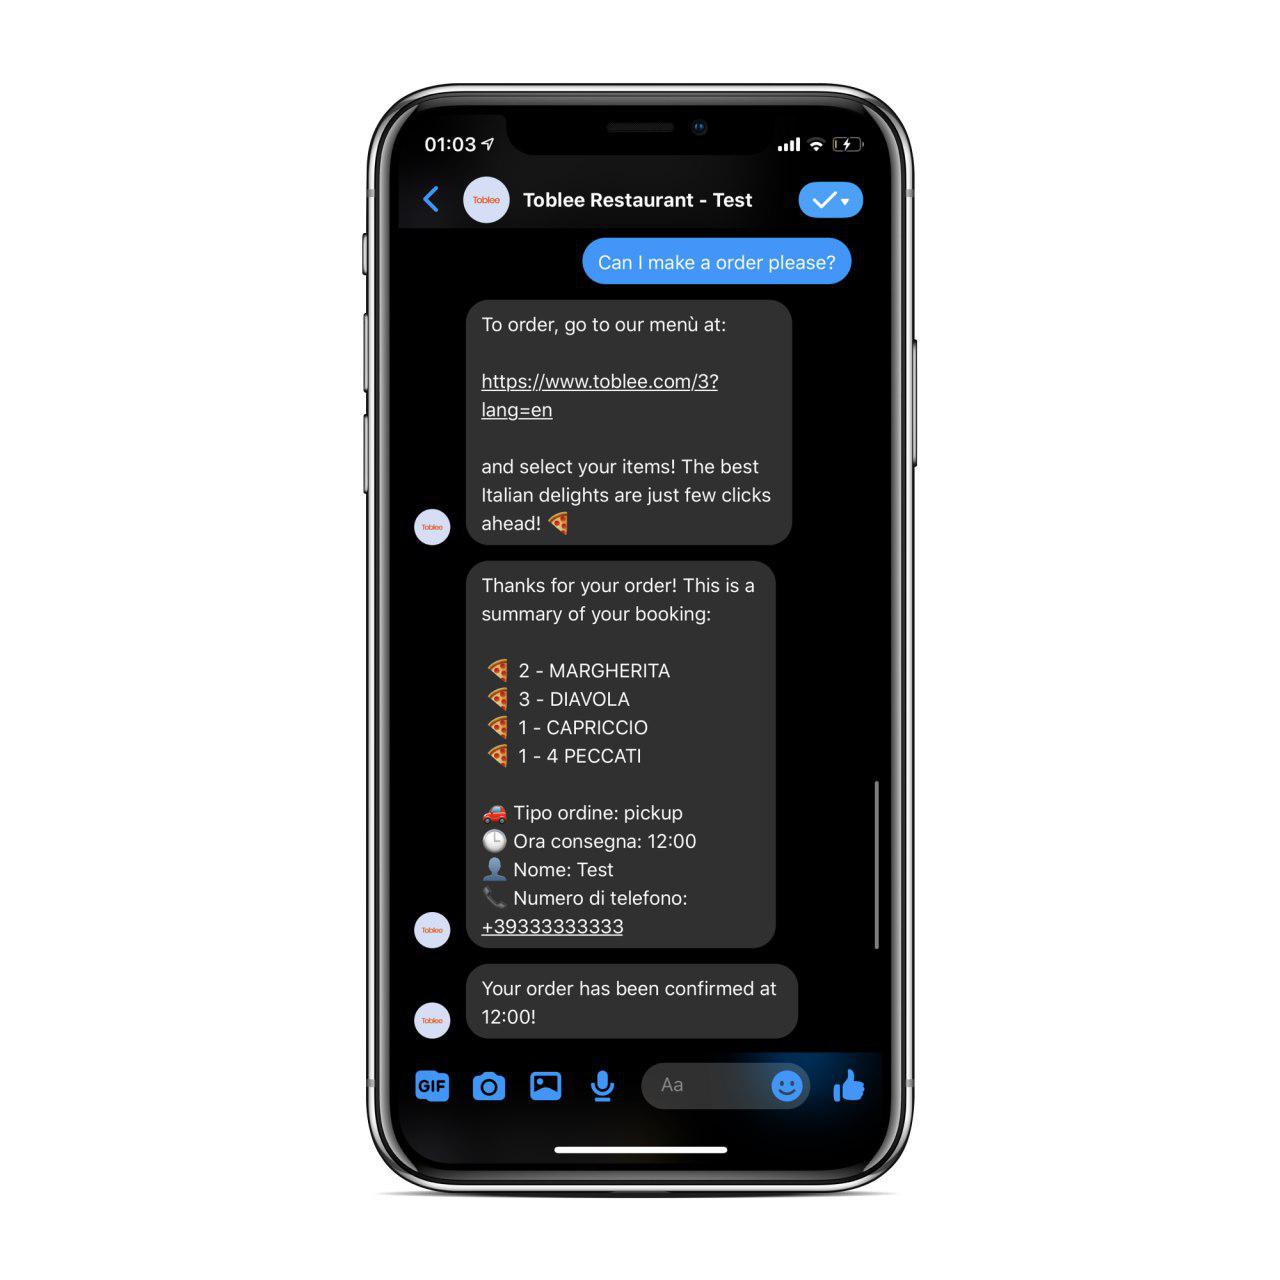 01:03
Toblee
Toblee Restaurant - Test
Can I make a order please?
To order, go to our menù at:
https://www.toblee.com/3?
lang=en
and select your items! The best
Italian delights are just few clicks
ahead! 🍕
Toblee
Thanks for your order! This is a
summary of your booking:
🍕 2 - MARGHERITA
🍕 3 - DIAVOLA
🍕 1 - CAPRICCIO
🍕 1 - 4 PECCATI
🚗 Tipo ordine: pickup
🕒 Ora consegna: 12:00
👤 Nome: Test
📞 Numero di telefono:
+39333333333
Toblee
Your order has been confirmed at
12:00!
Toblee
GIF
Aa